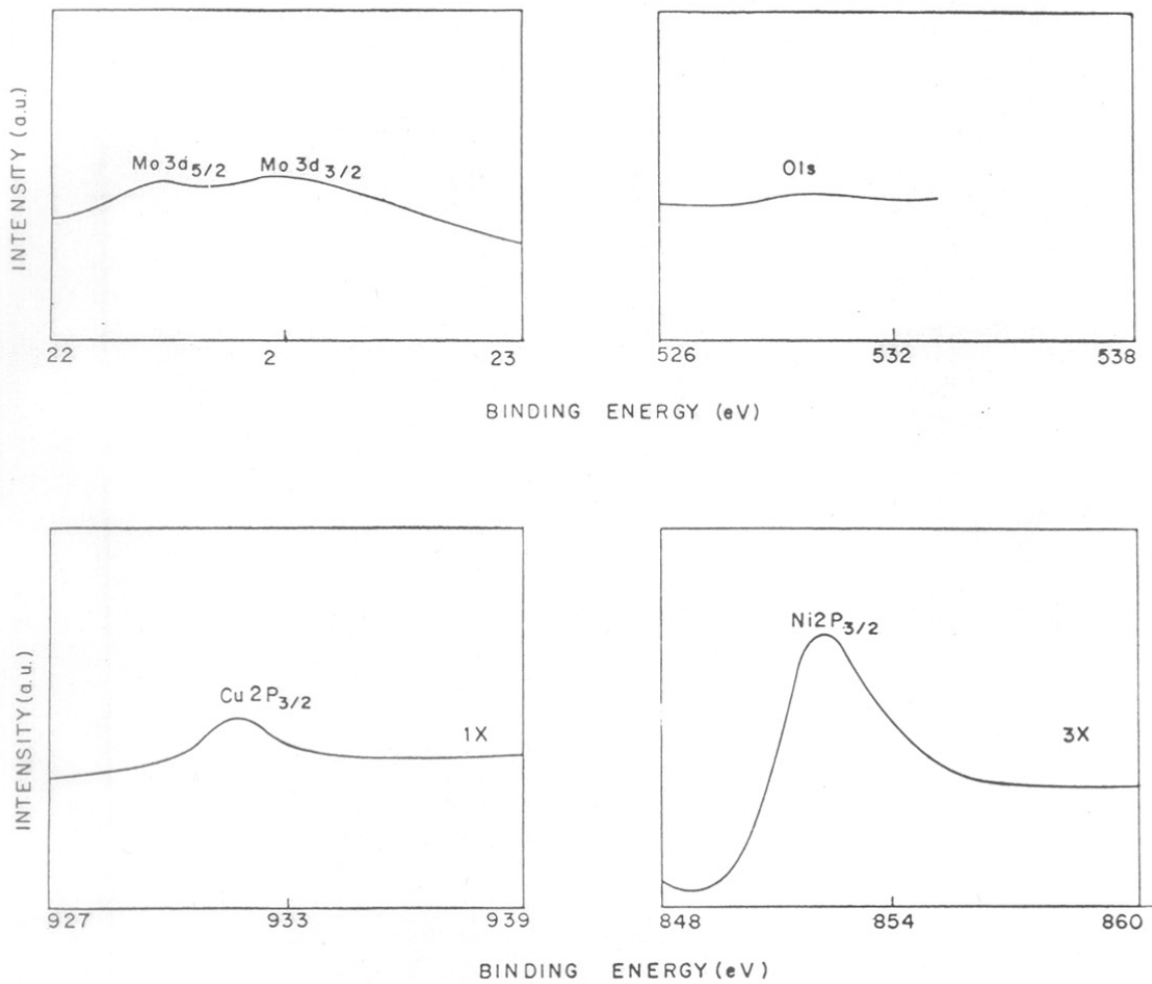 INTENSITY (a.u.)
Mo 3d5/2 Mo 3d3/2
22 2 23
O1s
526 532 538
BINDING ENERGY (eV)
INTENSITY (a.u.)
Cu 2P3/2
1X
927 933 939
Ni2P3/2
3X
848 854 860
BINDING ENERGY (eV)